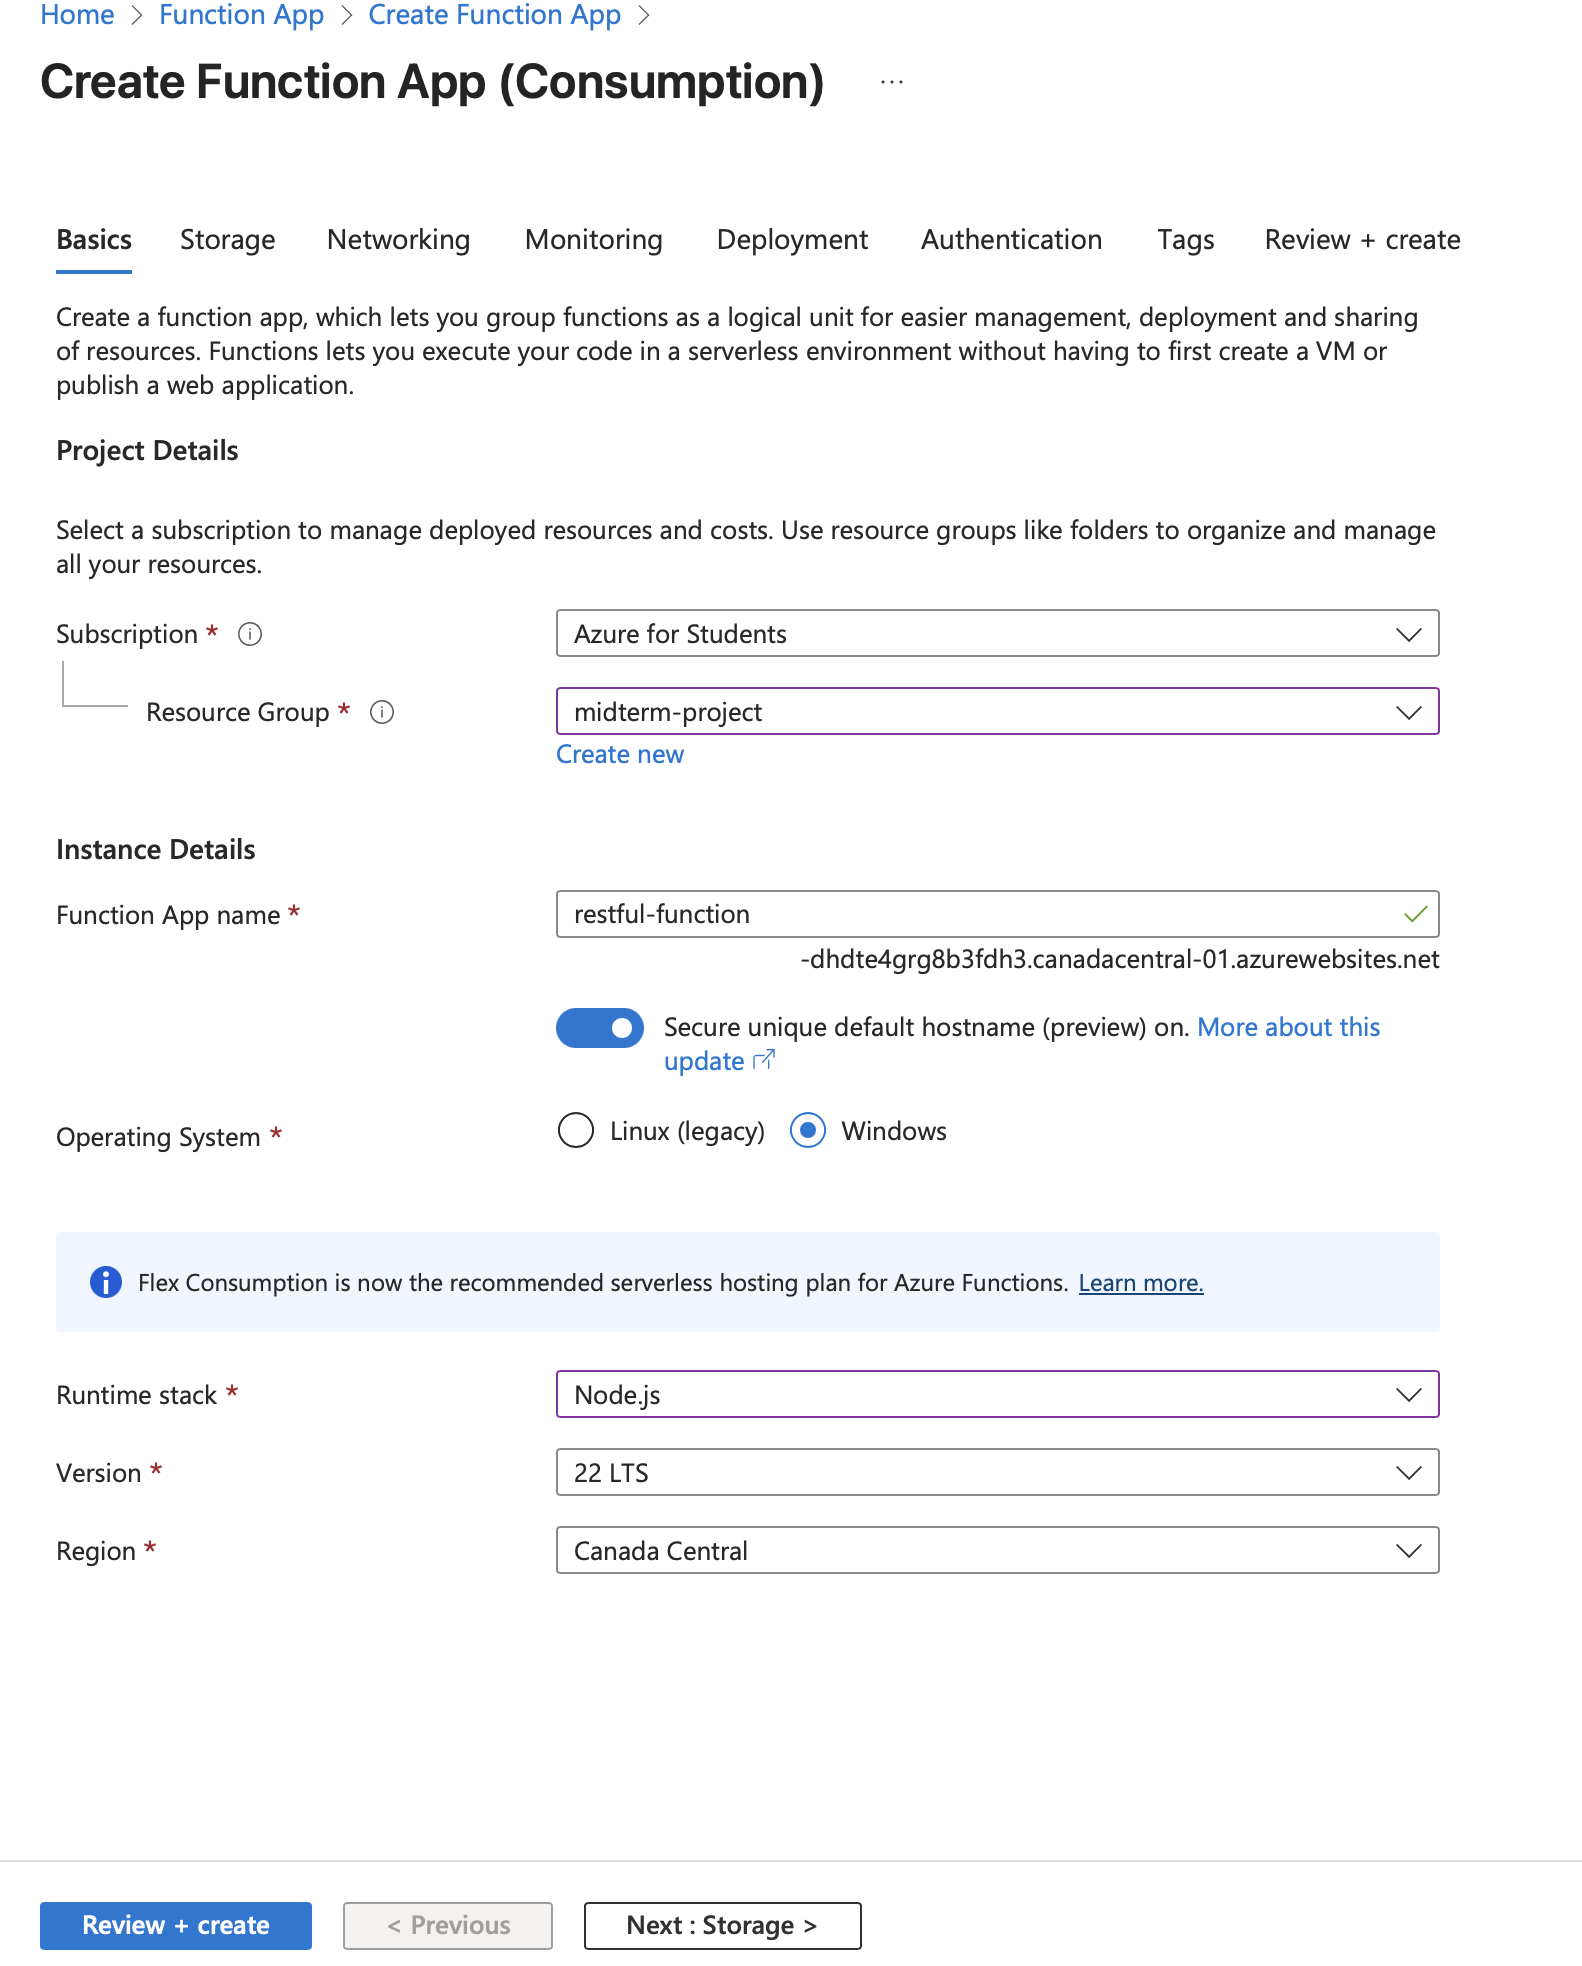 Home > Function App > Create Function App >
Create Function App (Consumption) ...
Basics Storage Networking Monitoring Deployment Authentication Tags Review + create
Create a function app, which lets you group functions as a logical unit for easier management, deployment and sharing
of resources. Functions lets you execute your code in a serverless environment without having to first create a VM or
publish a web application.
Project Details
Select a subscription to manage deployed resources and costs. Use resource groups like folders to organize and manage
all your resources.
Subscription * Azure for Students
Resource Group * midterm-project
Create new
Instance Details
Function App name * restful-function
-dhdte4grg8b3fdh3.canadacentral-01.azurewebsites.net
Secure unique default hostname (preview) on. More about this
update
Operating System * Linux (legacy) Windows
Flex Consumption is now the recommended serverless hosting plan for Azure Functions. Learn more.
Runtime stack * Node.js
Version * 22 LTS
Region * Canada Central
Review + create < Previous Next : Storage >